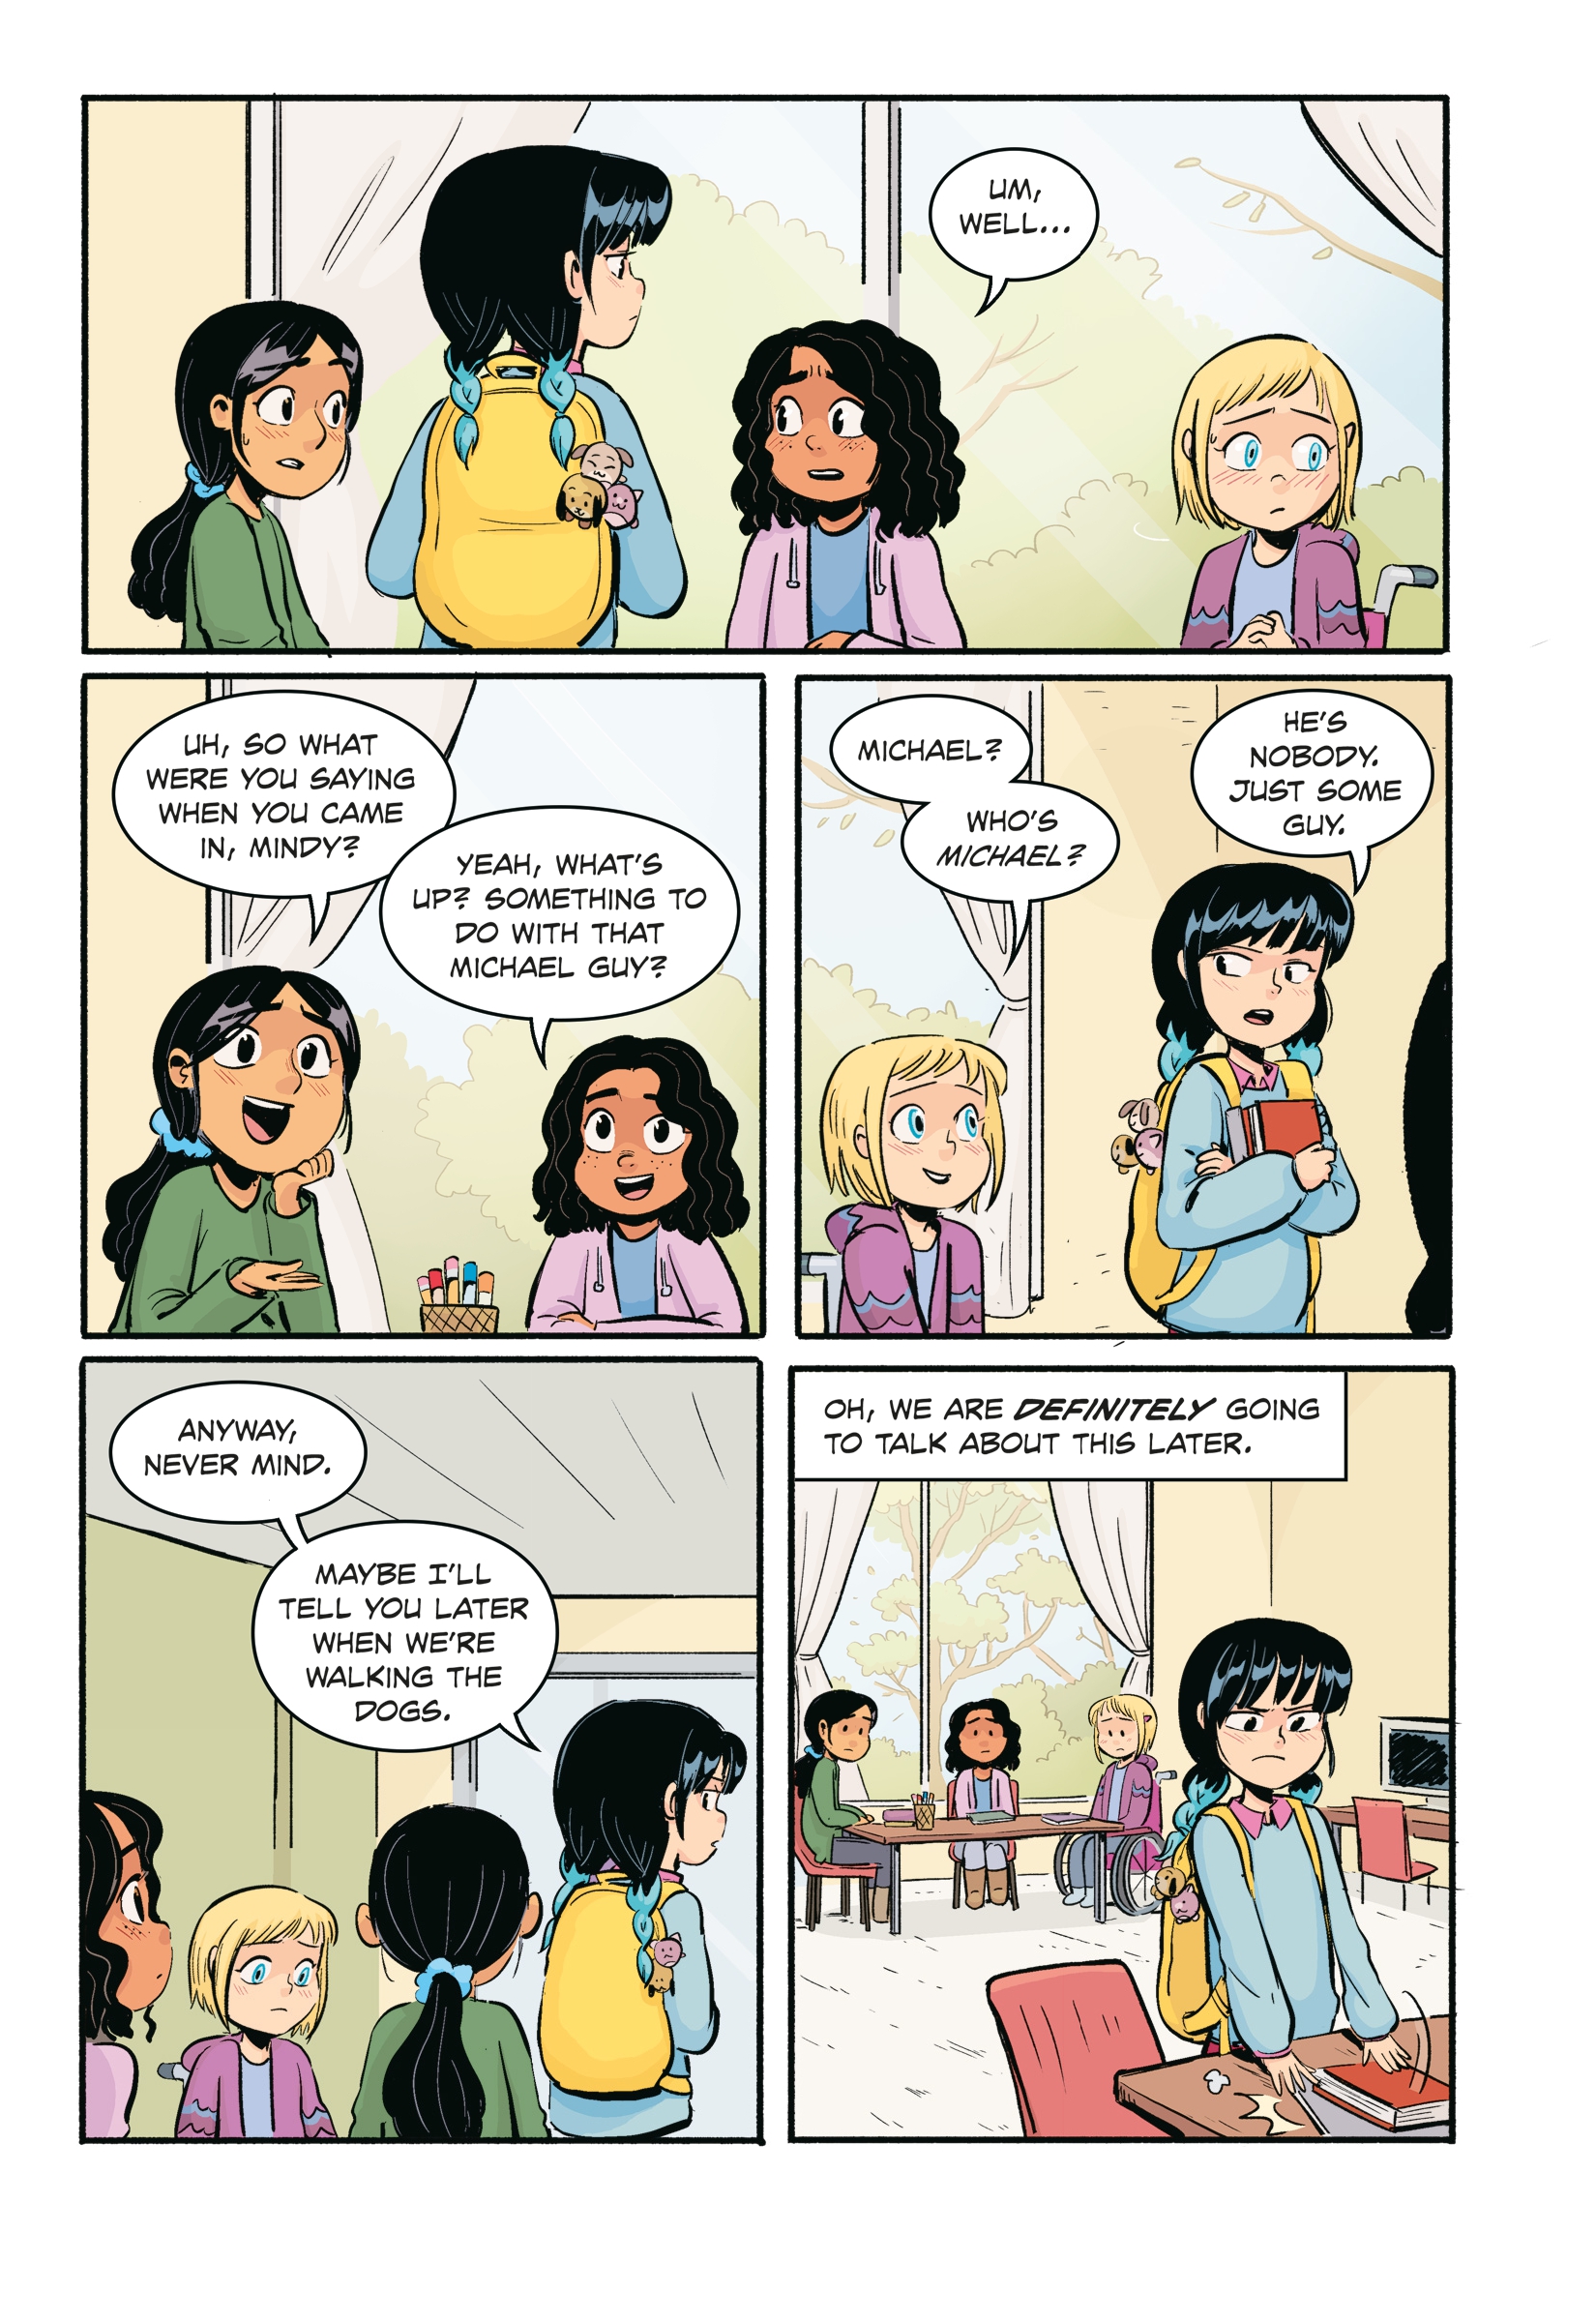 UM,
WELL...
UH, SO WHAT
WERE YOU SAYING
WHEN YOU CAME
IN, MINDY?
YEAH, WHAT'S
UP? SOMETHING TO
DO WITH THAT
MICHAEL GUY?
MICHAEL?
WHO'S
MICHAEL?
HE'S
NOBODY.
JUST SOME
GUY.
ANYWAY,
NEVER MIND.
MAYBE I'LL
TELL YOU LATER
WHEN WE'RE
WALKING THE
DOGS.
OH, WE ARE DEFINITELY GOING
TO TALK ABOUT THIS LATER.